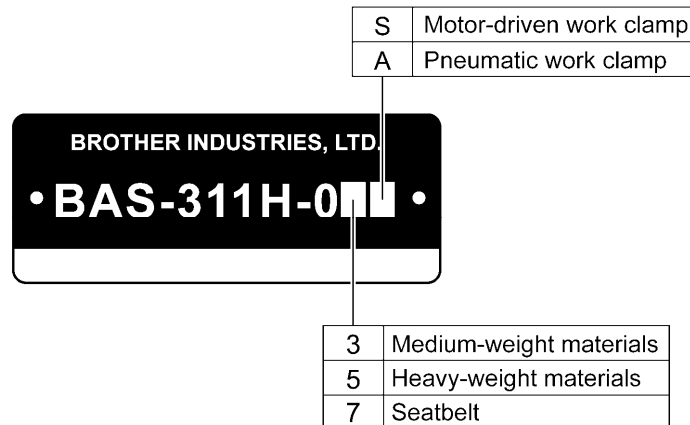 S Motor-driven work clamp
A Pneumatic work clamp
BROTHER INDUSTRIES, LTD.
BAS-311H-0
3 Medium-weight materials
5 Heavy-weight materials
7 Seatbelt